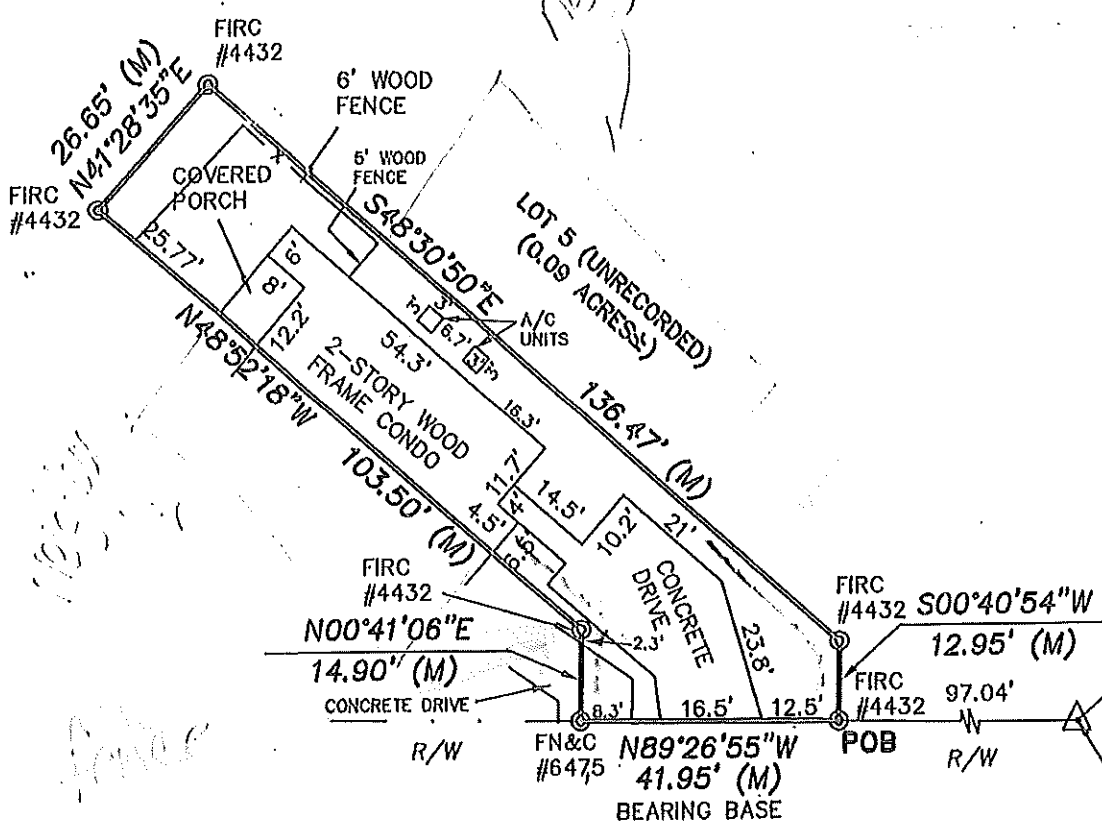 FIRC
#4432
26.65' (M)
N41°28'35"E
6' WOOD
FENCE
5' WOOD
FENCE
FIRC
#4432
COVERED
PORCH
25.77'
6'
8'
12.2'
S48°30'50"E
LOT 5 (UNRECORDED)
(0.09 ACRES±)
3'
3'
6.7'
A/C
UNITS
3'
3'
54.3'
2-STORY WOOD
FRAME CONDO
15.3'
N48°52'18"W
103.50' (M)
136.47' (M)
11.7'
4'
14.5'
10.2'
21'
4.5'
CONCRETE
DRIVE
23.8'
FIRC
#4432
N00°41'06"E
14.90' (M)
2.3'
CONCRETE DRIVE
FIRC
#4432
S00°40'54"W
12.95' (M)
FIRC
#4432
97.04'
8.3'
16.5'
12.5'
R/W
FN&C
#6475
N89°26'55"W
41.95' (M)
BEARING BASE
POB
R/W
fence